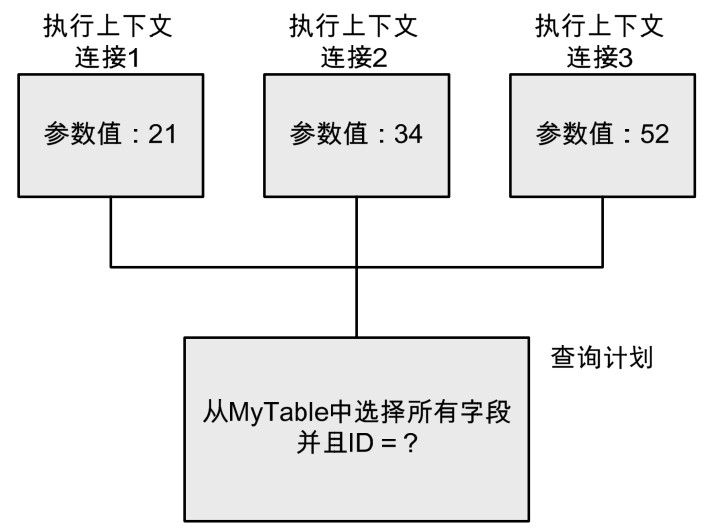 执行上下文
连接1
执行上下文
连接2
执行上下文
连接3
参数值：21
参数值：34
参数值：52
查询计划
从MyTable中选择所有字段
并且ID = ?